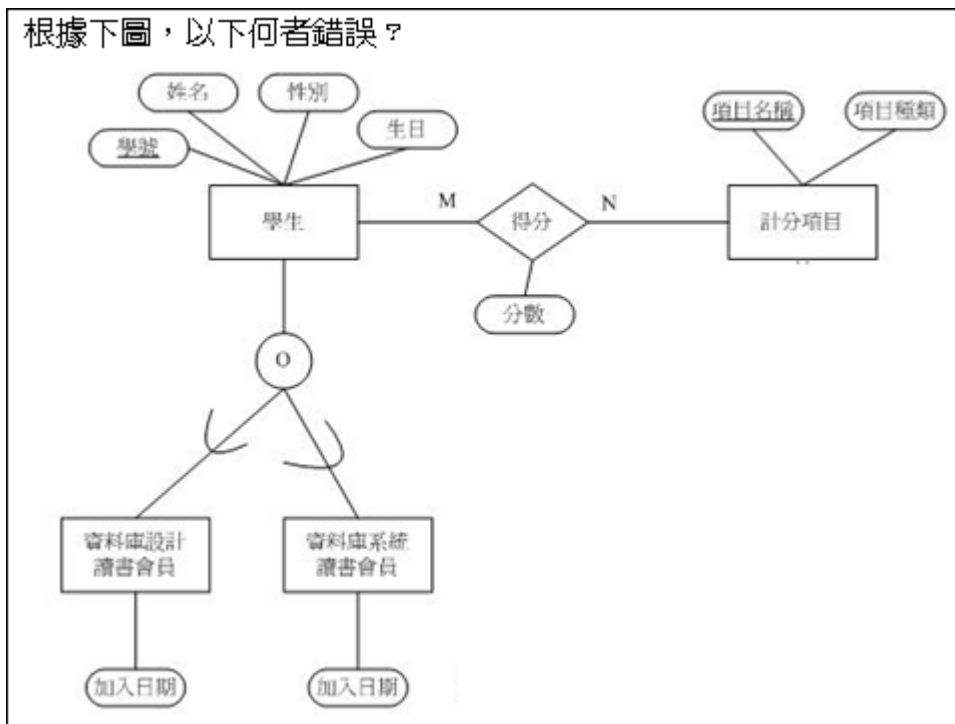 根據下圖，以下何者錯誤？
姓名
性別
項目名稱
項目種類
學號
生日
學生
M
得分
N
計分項目
分數
O
資料庫設計
讀書會員
資料庫系統
讀書會員
加入日期
加入日期